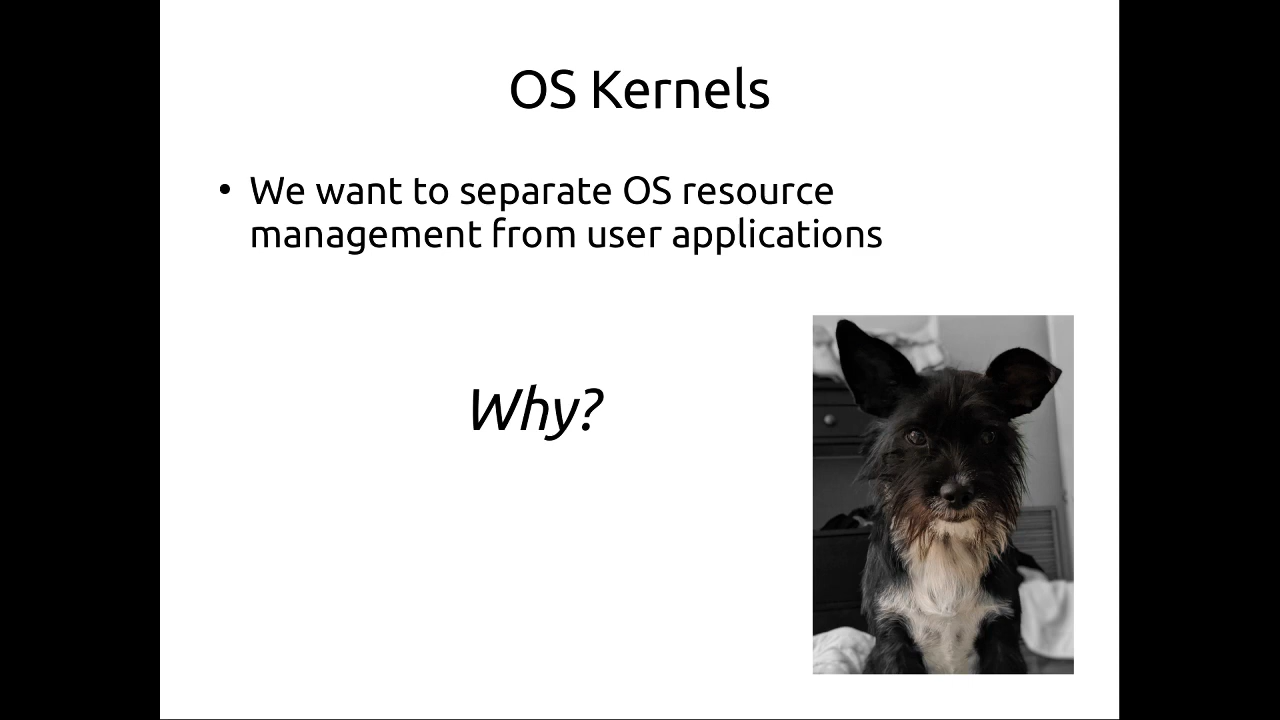 OS Kernels
• We want to separate OS resource
management from user applications
Why?